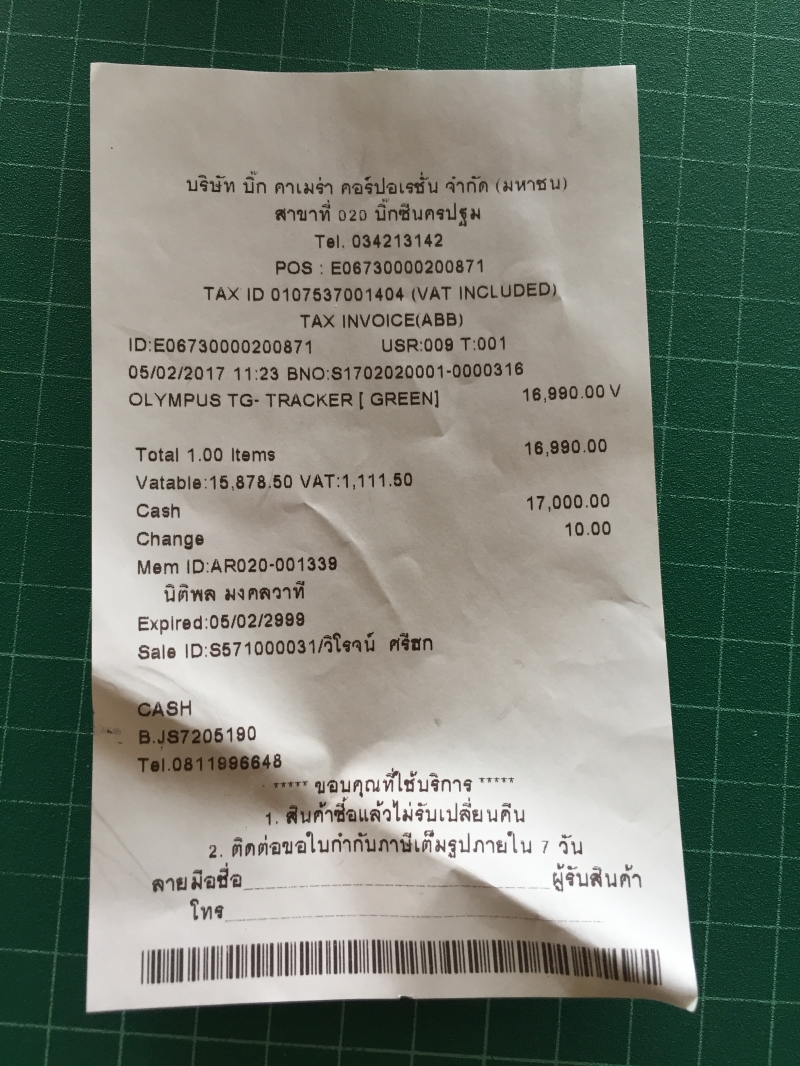 บริษัท บิ๊ก คาเมร่า คอร์ปอเรชั่น จำกัด (มหาชน)
สาขาที่ 020 บิ๊กซีนครปฐม
Tel. 034213142
POS : E06730000200871
TAX ID 0107537001404 (VAT INCLUDED)
TAX INVOICE(ABB)
ID:E06730000200871 USR:009 T:001
05/02/2017 11:23 BNO:S1702020001-0000316
OLYMPUS TG- TRACKER [ GREEN] 16,990.00 V
Total 1.00 Items 16,990.00
Vatable:15,878.50 VAT:1,111.50
Cash 17,000.00
Change 10.00
Mem ID:AR020-001339
นิติพล มงคลวาที
Expired:05/02/2999
Sale ID:S571000031/วิโรจน์ ศรีฮก
CASH
B.JS7205190
Tel.0811996648
***** ขอบคุณที่ใช้บริการ *****
1. สินค้าซื้อแล้วไม่รับเปลี่ยนคืน
2. ติดต่อขอใบกำกับภาษีเต็มรูปภายใน 7 วัน
ลายมือชื่อ ผู้รับสินค้า
โทร